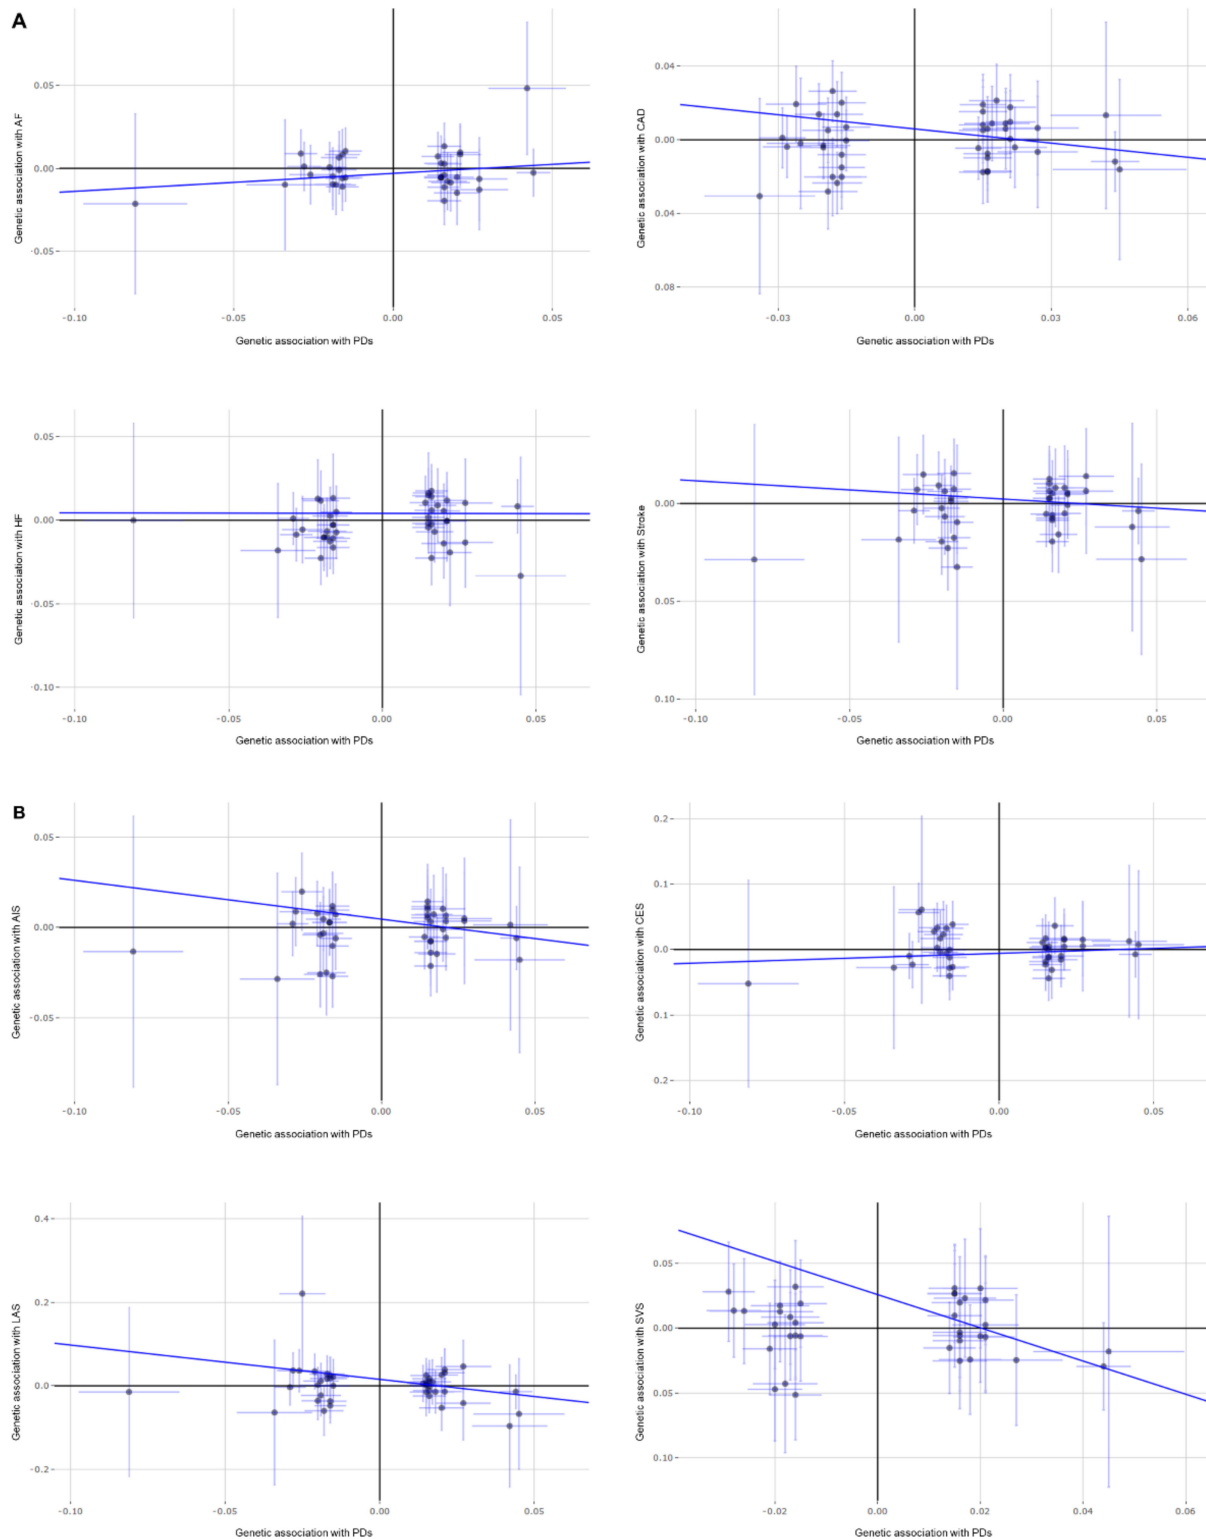 A
Genetic association with AF
0.05
0.00
-0.05
-0.10 -0.05 0.00 0.05
Genetic association with PDs
Genetic association with CAD
0.04
0.00
0.04
0.08
-0.03 0.00 0.03 0.06
Genetic association with PDs
Genetic association with HF
0.05
0.00
0.05
-0.10
-0.10 -0.05 0.00 0.05
Genetic association with PDs
Genetic association with Stroke
0.00
0.05
0.10
-0.10 -0.05 0.00 0.05
Genetic association with PDs
B
Genetic association with AIS
0.05
0.00
-0.05
-0.10 -0.05 0.00 0.05
Genetic association with PDs
Genetic association with CES
0.2
0.1
0.0
0.1
0.2
-0.10 -0.05 0.00 0.05
Genetic association with PDs
Genetic association with LAS
0.4
0.2
0.0
-0.2
-0.10 -0.05 0.00 0.05
Genetic association with PDs
Genetic association with SVS
0.05
0.00
0.05
0.10
-0.02 0.00 0.02 0.04 0.06
Genetic association with PDs